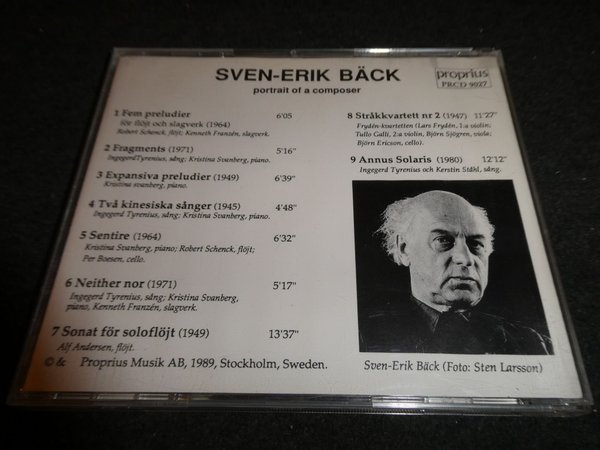 SVEN-ERIK BÄCK
portrait of a composer
proprius
PRCD 9027
1 Fem preludier 6'05
för flöjt och slagverk (1964)
Robert Schenck, flöjt; Kenneth Franzén, slagverk.
2 Fragments (1971) 5'16"
Ingegerd Tyrenius, sång; Kristina Svanberg, piano.
3 Expansiva preludier (1949) 6'39"
Kristina svanberg, piano.
4 Två kinesiska sånger (1945) 4'48"
Ingegerd Tyrenius, sång; Kristina Svanberg, piano.
5 Sentire (1964) 6'32"
Kristina Svanberg, piano; Robert Schenck, flöjt;
Per Boesen, cello.
6 Neither nor (1971) 5'17"
Ingegerd Tyrenius, sång; Kristina Svanberg,
piano, Kenneth Franzén, slagverk.
7 Sonat för soloflöjt (1949) 13'37"
Alf Andersen, flöjt.
© & Proprius Musik AB, 1989, Stockholm, Sweden.
8 Stråkkvartett nr 2 (1947) 11'27"
Frydén-kvartetten (Lars Frydén, 1:a violin;
Tullo Galli, 2:a violin, Björn Sjögren, viola;
Björn Ericson, cello).
9 Annus Solaris (1980) 12'12"
Ingegerd Tyrenius och Kerstin Ståhl, sång.
Sven-Erik Bäck (Foto: Sten Larsson)